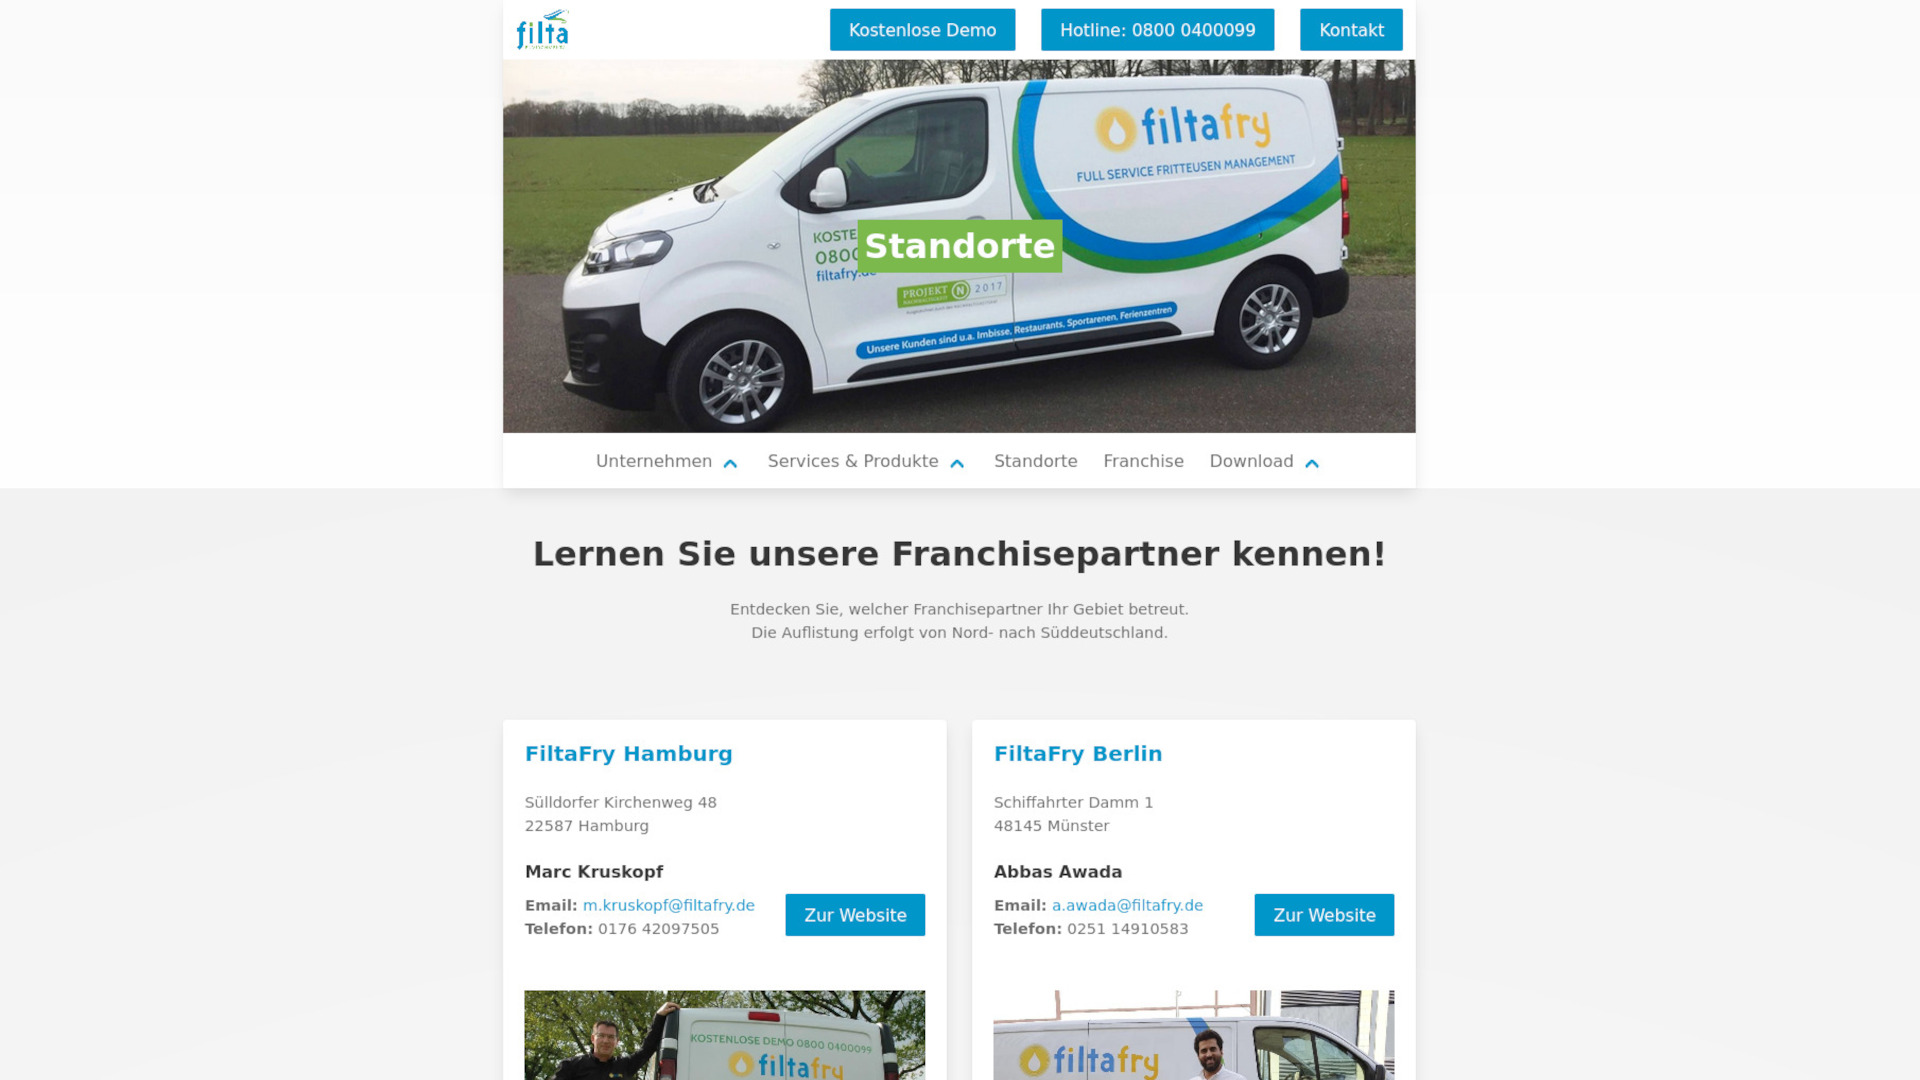 filta
Kostenlose Demo
Hotline: 0800 0400099
Kontakt
filtafry
FULL SERVICE FRITTEUSEN MANAGEMENT
KOSTE
0800
filtafry.de
Standorte
PROJEKT N 2017
NACHHALTIGKEIT
Unsere Kunden sind u.a. Imbisse, Restaurants, Sportarenen, Ferienzentren
Unternehmen
Services & Produkte
Standorte
Franchise
Download
Lernen Sie unsere Franchisepartner kennen!
Entdecken Sie, welcher Franchisepartner Ihr Gebiet betreut.
Die Auflistung erfolgt von Nord- nach Süddeutschland.
FiltaFry Hamburg
Sülldorfer Kirchenweg 48
22587 Hamburg
Marc Kruskopf
Email: m.kruskopf@filtafry.de
Telefon: 0176 42097505
Zur Website
KOSTENLOSE DEMO 0800 0400099
filtafry
FiltaFry Berlin
Schiffahrter Damm 1
48145 Münster
Abbas Awada
Email: a.awada@filtafry.de
Telefon: 0251 14910583
Zur Website
filtafry